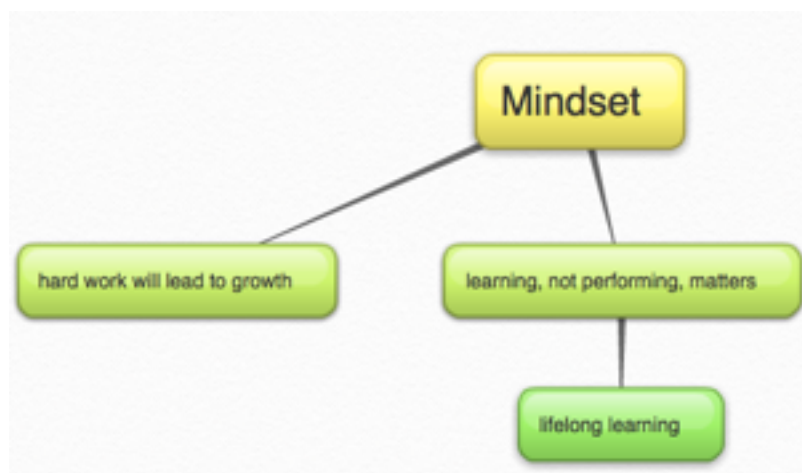 Mindset
hard work will lead to growth
learning, not performing, matters
lifelong learning